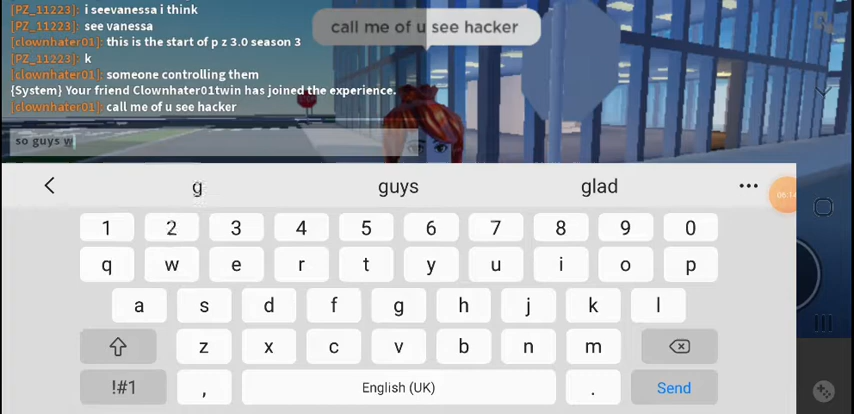 [PZ_11223]: i seevanessa i think
[PZ_11223]: see vanessa
[clownhater01]: this is the start of p z 3.0 season 3
[PZ_11223]: k
[clownhater01]: someone controlling them
{System} Your friend Clownhater01twin has joined the experience.
[clownhater01]: call me of u see hacker
call me of u see hacker
so guys w
g guys glad
1 2 3 4 5 6 7 8 9 0
q w e r t y u i o p
a s d f g h j k l
z x c v b n m
!#1 , English (UK) . Send